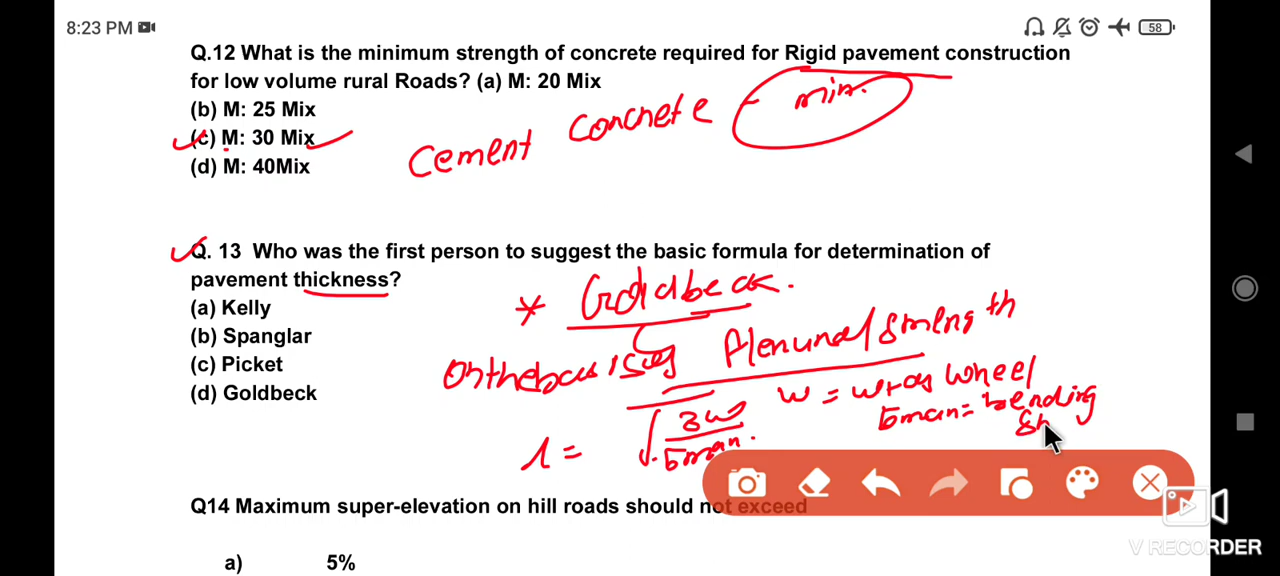 8:23 PM
58
Q.12 What is the minimum strength of concrete required for Rigid pavement construction
for low volume rural Roads? (a) M: 20 Mix
(b) M: 25 Mix
(c) M: 30 Mix
(d) M: 40Mix
Cement Concrete - min.
Q. 13 Who was the first person to suggest the basic formula for determination of
pavement thickness?
(a) Kelly
(b) Spanglar
(c) Picket
(d) Goldbeck
* Goldbeck.
strength
w = wheel
bending
Q14 Maximum super-elevation on hill roads should not exceed
a) 5%
V RECORDER